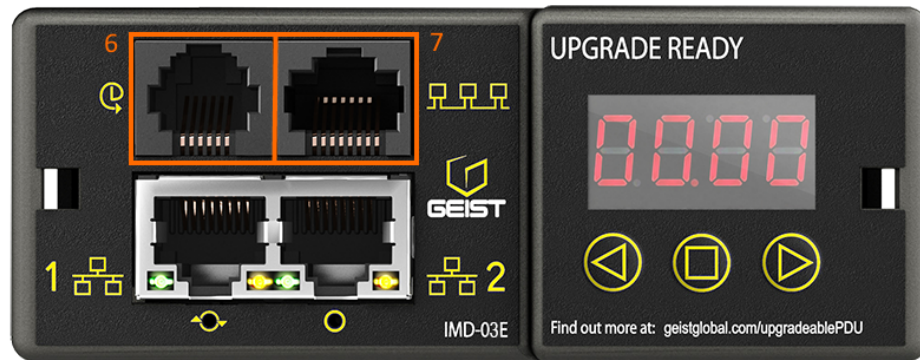 6 7
UPGRADE READY
00.00
GEIST
1 2
IMD-03E
Find out more at: geistglobal.com/upgradeablePDU